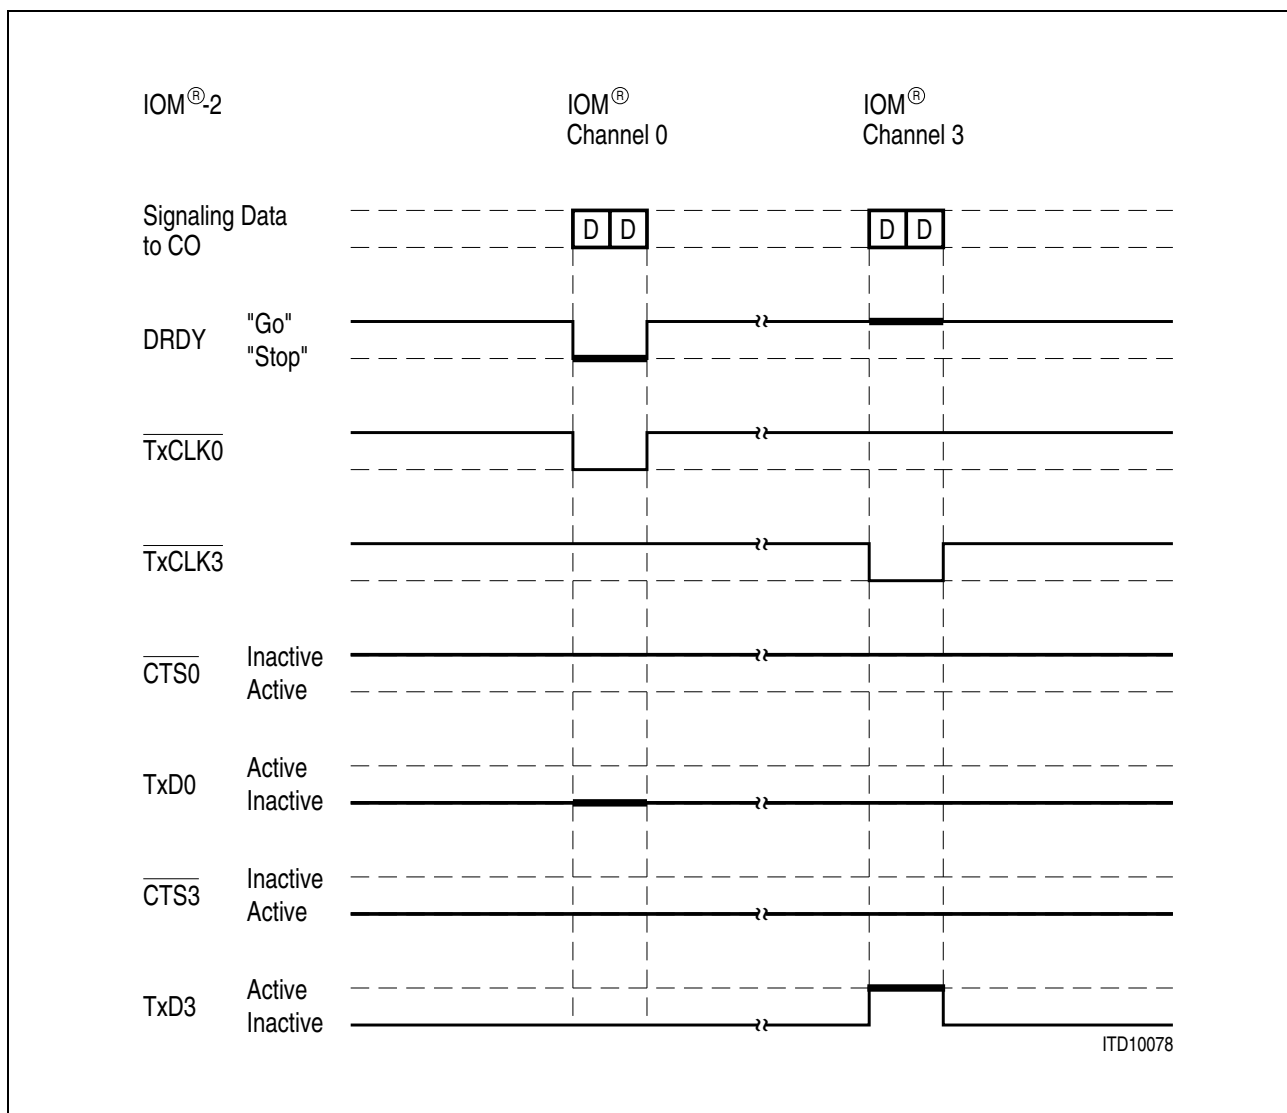 IOM®-2 IOM® IOM®
Channel 0 Channel 3
Signaling Data
to CO
D D D D
DRDY "Go"
"Stop"
TxCLK0
TxCLK3
CTS0 Inactive
Active
TxD0 Active
Inactive
CTS3 Inactive
Active
TxD3 Active
Inactive
ITD10078